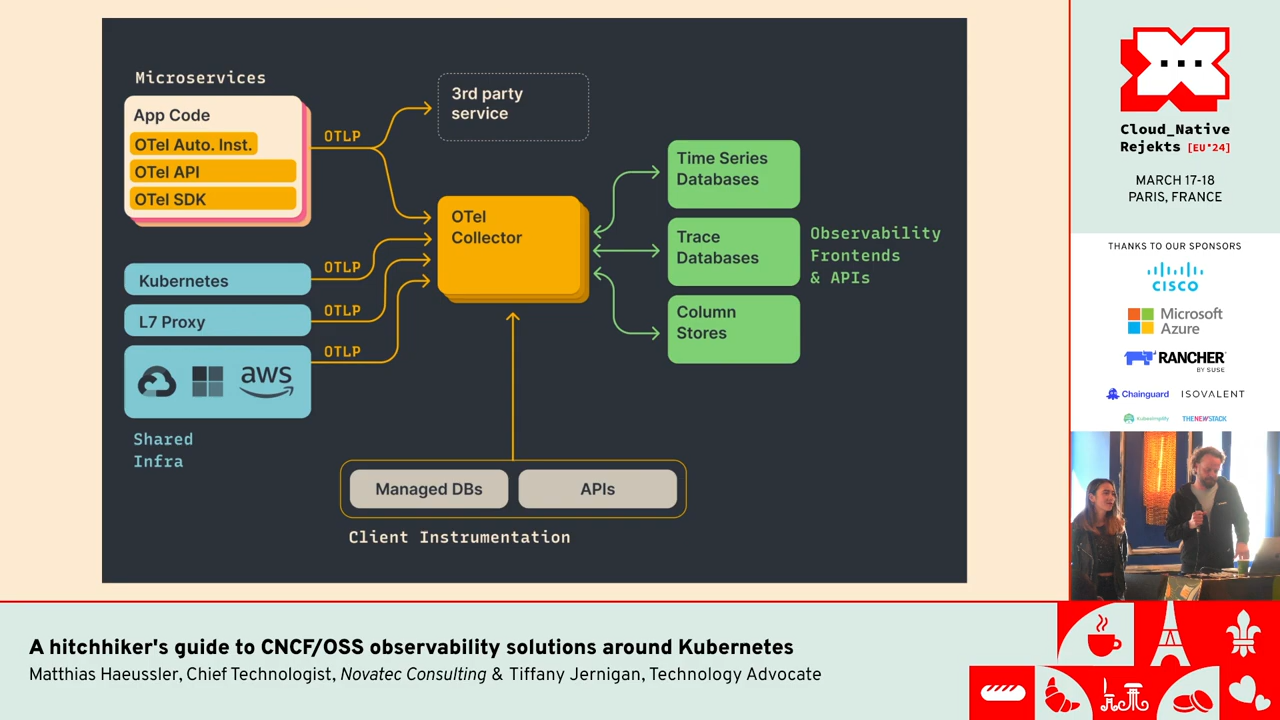 Microservices
App Code
OTel Auto. Inst.
OTel API
OTel SDK
OTLP
3rd party
service
OTel
Collector
Kubernetes
OTLP
L7 Proxy
OTLP
OTLP
aws
Shared
Infra
Time Series
Databases
Trace
Databases
Column
Stores
Observability
Frontends
& APIs
Managed DBs
APIs
Client Instrumentation
Cloud_Native
Rejekts [EU'24]
MARCH 17-18
PARIS, FRANCE
THANKS TO OUR SPONSORS
CISCO
Microsoft
Azure
RANCHER
BY SUSE
Chainguard
ISOVALENT
Kubesimplify
THENEWSTACK
A hitchhiker's guide to CNCF/OSS observability solutions around Kubernetes
Matthias Haeussler, Chief Technologist, Novatec Consulting & Tiffany Jernigan, Technology Advocate